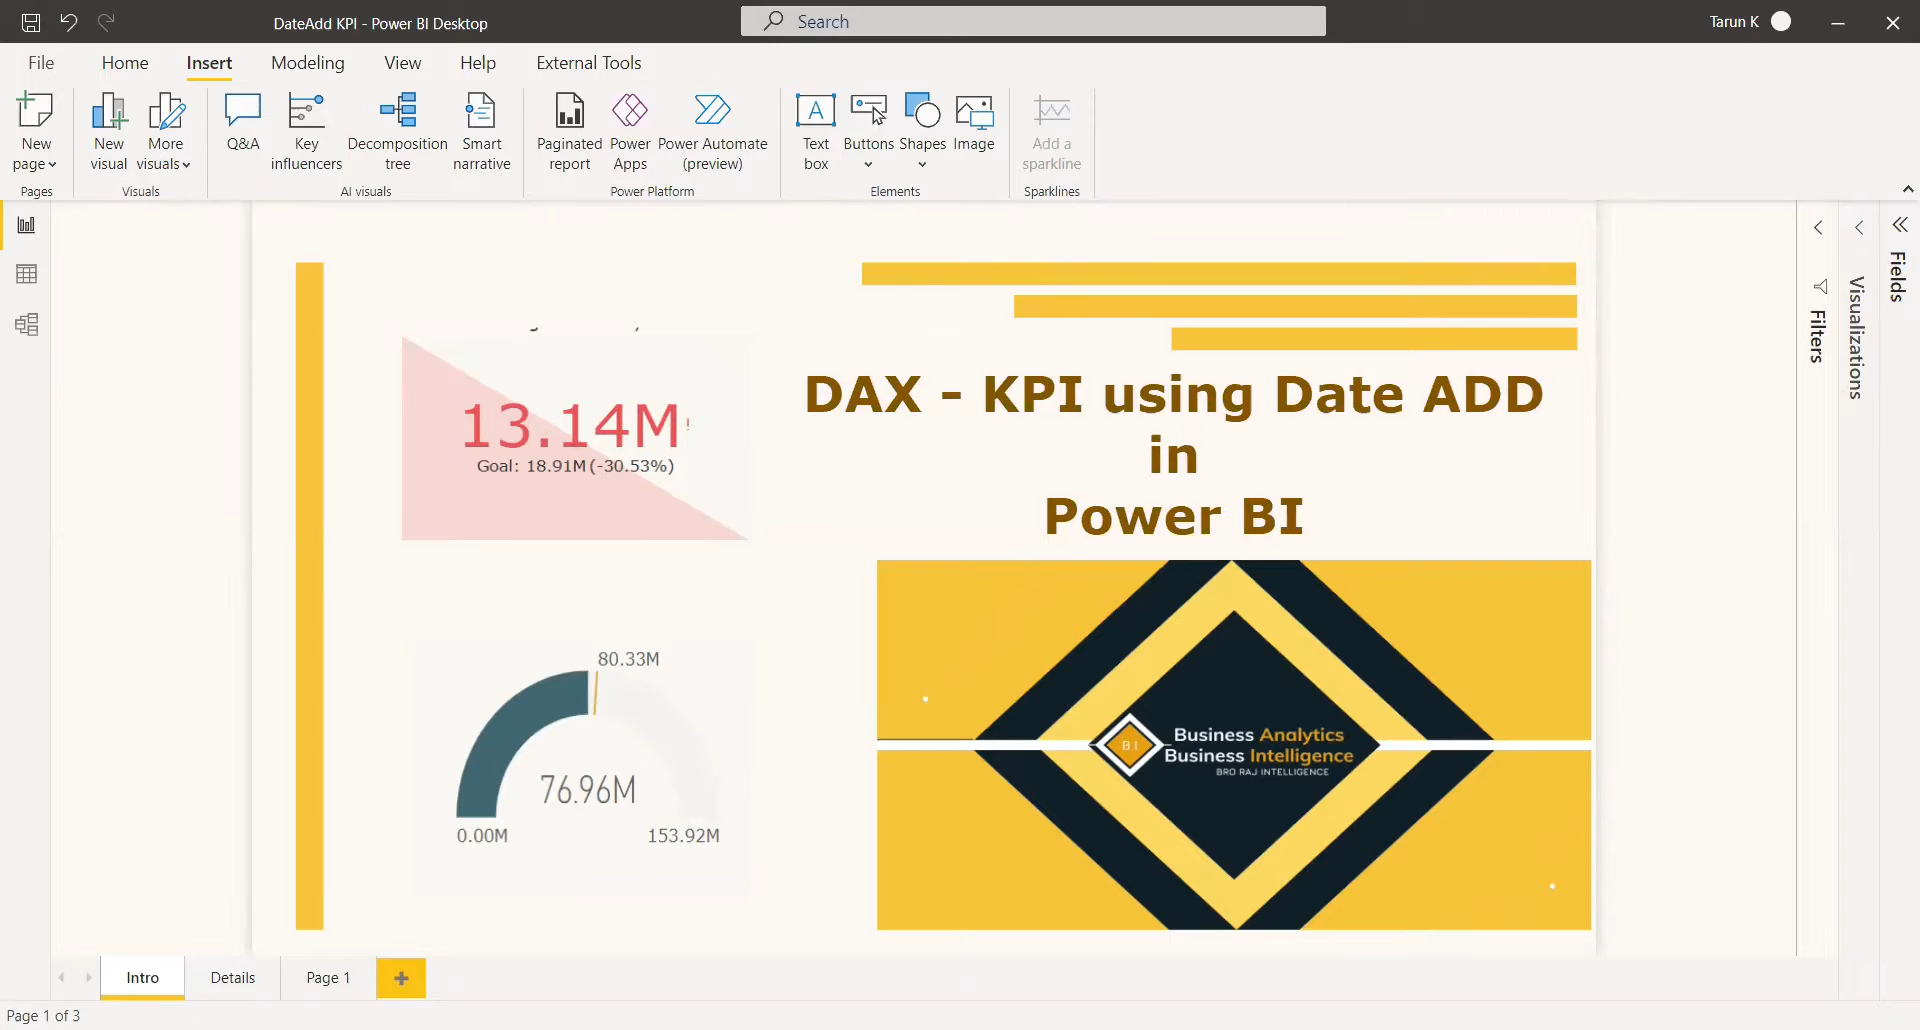 DateAdd KPI - Power BI Desktop
Search
Tarun K
File Home Insert Modeling View Help External Tools
New page
New visual
More visuals
Q&A
Key influencers
Decomposition tree
Smart narrative
Paginated report
Power Apps
Power Automate (preview)
Text box
Buttons
Shapes
Image
Add a sparkline
Pages
Visuals
AI visuals
Power Platform
Elements
Sparklines
Filters
Visualizations
Fields
13.14M!
Goal: 18.91M (-30.53%)
DAX - KPI using Date ADD
in
Power BI
80.33M
76.96M
0.00M
153.92M
BI
Business Analytics
Business Intelligence
BRO RAJ INTELLIGENCE
Intro
Details
Page 1
Page 1 of 3